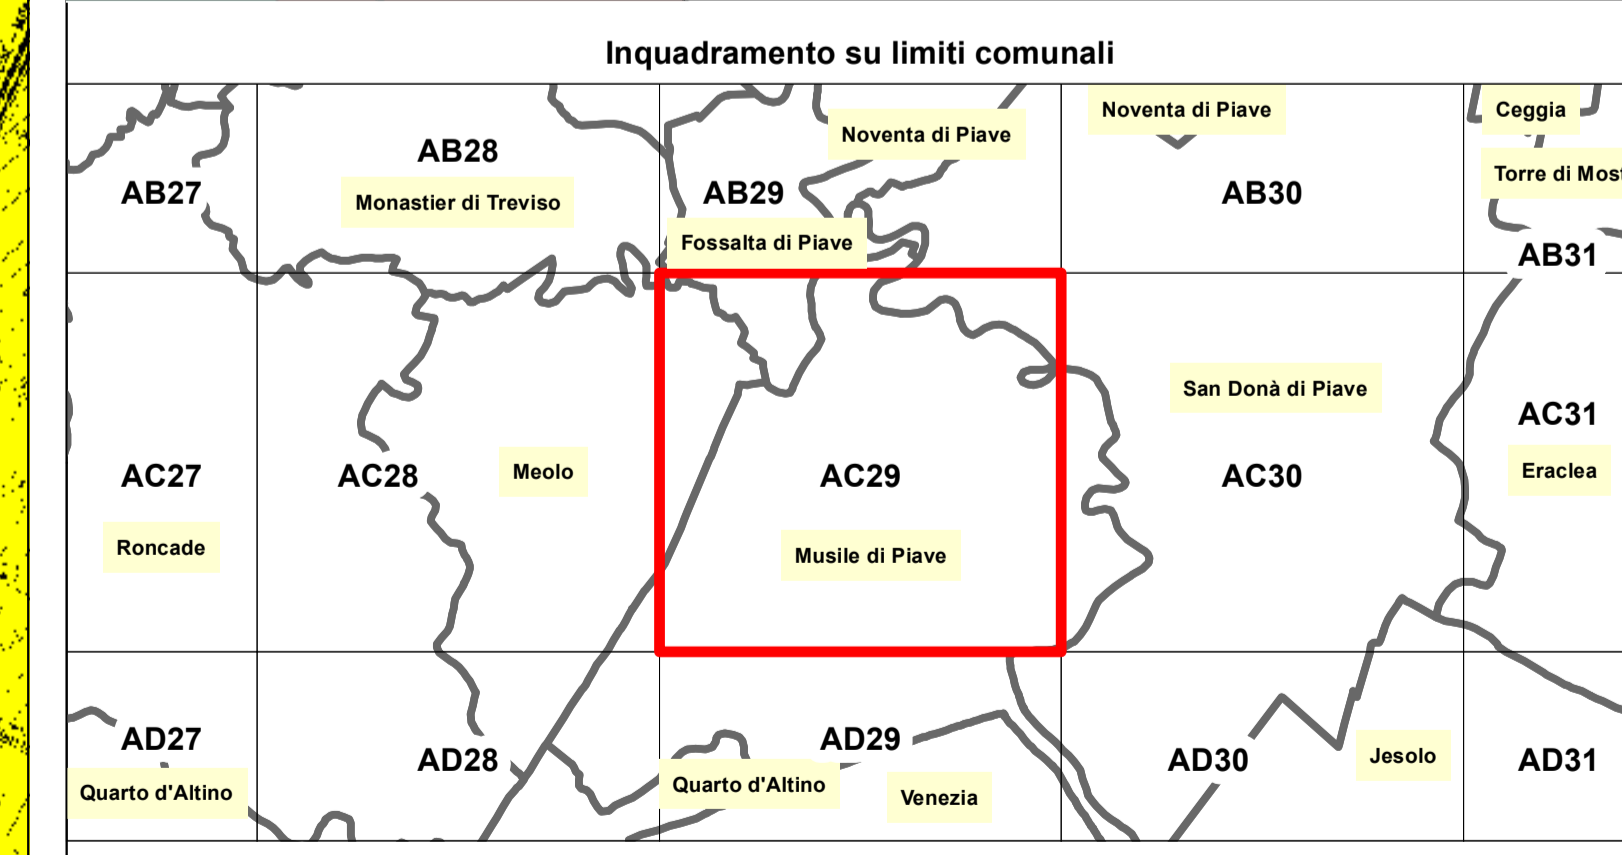 Inquadramento su limiti comunali
Noventa di Piave
Ceggia
Noventa di Piave
AB28
Torre di Most
AB27
Monastier di Treviso
AB29
AB30
Fossalta di Piave
AB31
San Donà di Piave
AC31
AC27
AC28
Meolo
AC29
AC30
Eraclea
Roncade
Musile di Piave
AD27
AD28
AD29
AD30
Jesolo
AD31
Quarto d'Altino
Quarto d'Altino
Venezia